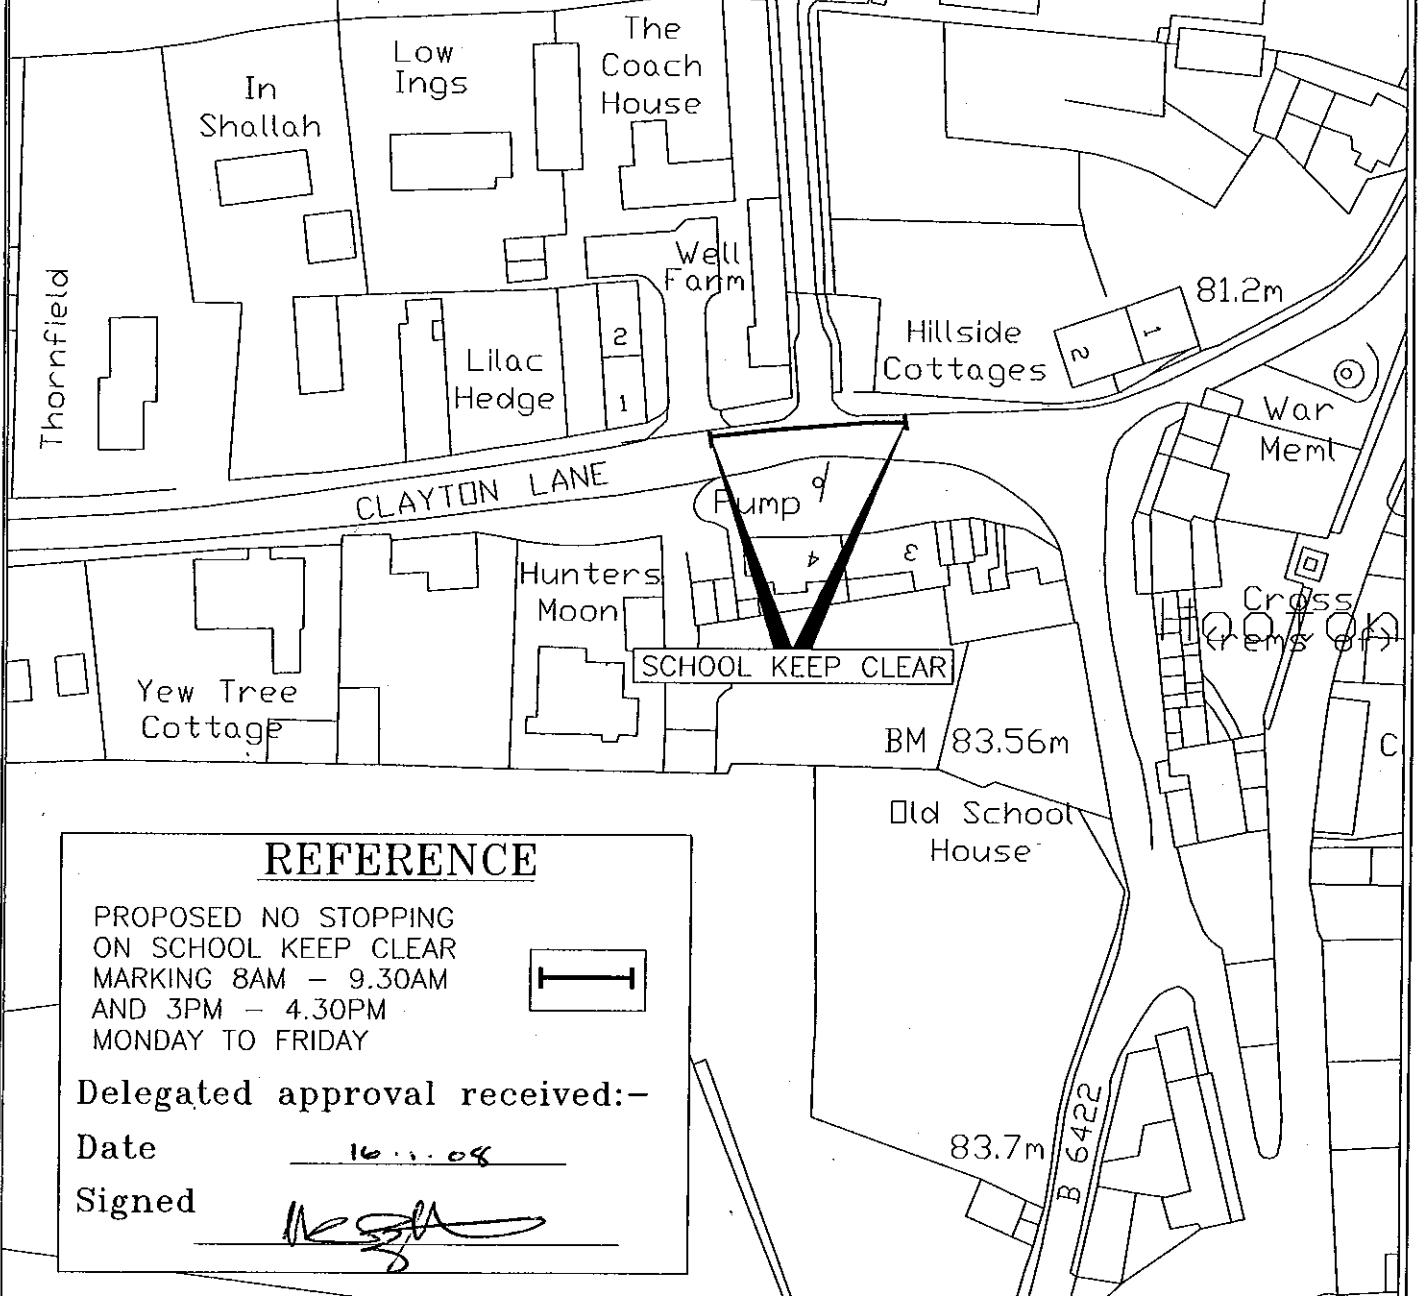 The
Coach
House
Low
Ings
In
Shallah
Well
Farm
Thornfield
81.2m
2
1
Lilac
Hedge
Hillside
Cottages
1
2
War
Meml
CLAYTON LANE
Pump
4
3
Hunters
Moon
Cross
(rems of)
SCHOOL KEEP CLEAR
Yew Tree
Cottage
BM 83.56m
C
Old School
House
REFERENCE
PROPOSED NO STOPPING
ON SCHOOL KEEP CLEAR
MARKING 8AM – 9.30AM
AND 3PM – 4.30PM
MONDAY TO FRIDAY
Delegated approval received:–
Date
Signed
83.7m
B 6422